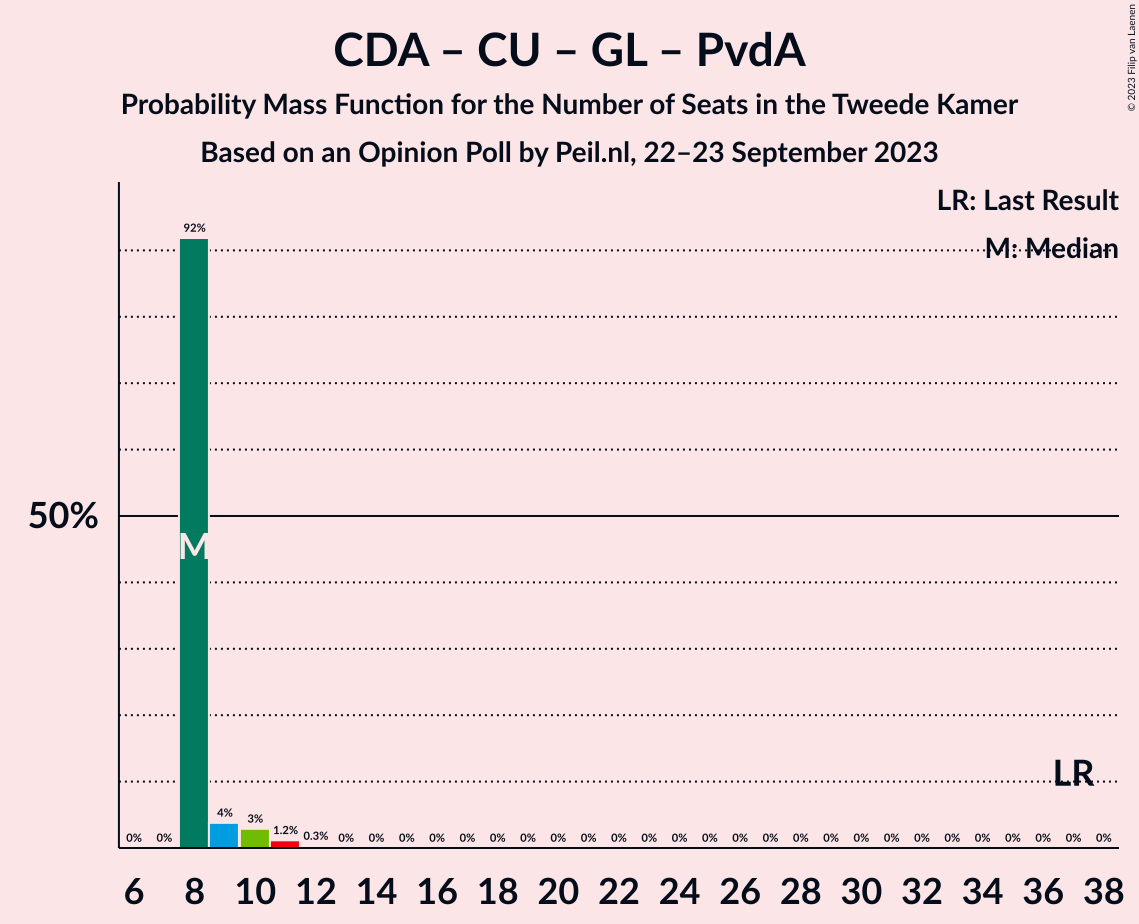 CDA – CU – GL – PvdA
Probability Mass Function for the Number of Seats in the Tweede Kamer
Based on an Opinion Poll by Peil.nl, 22–23 September 2023
© 2023 Filip van Laenen
LR: Last Result
M: Median
92%
50%
M
LR
0% 0% 4% 3% 1.2% 0.3% 0% 0% 0% 0% 0% 0% 0% 0% 0% 0% 0% 0% 0% 0% 0% 0% 0% 0% 0% 0% 0% 0% 0% 0% 0% 0%
6 8 10 12 14 16 18 20 22 24 26 28 30 32 34 36 38